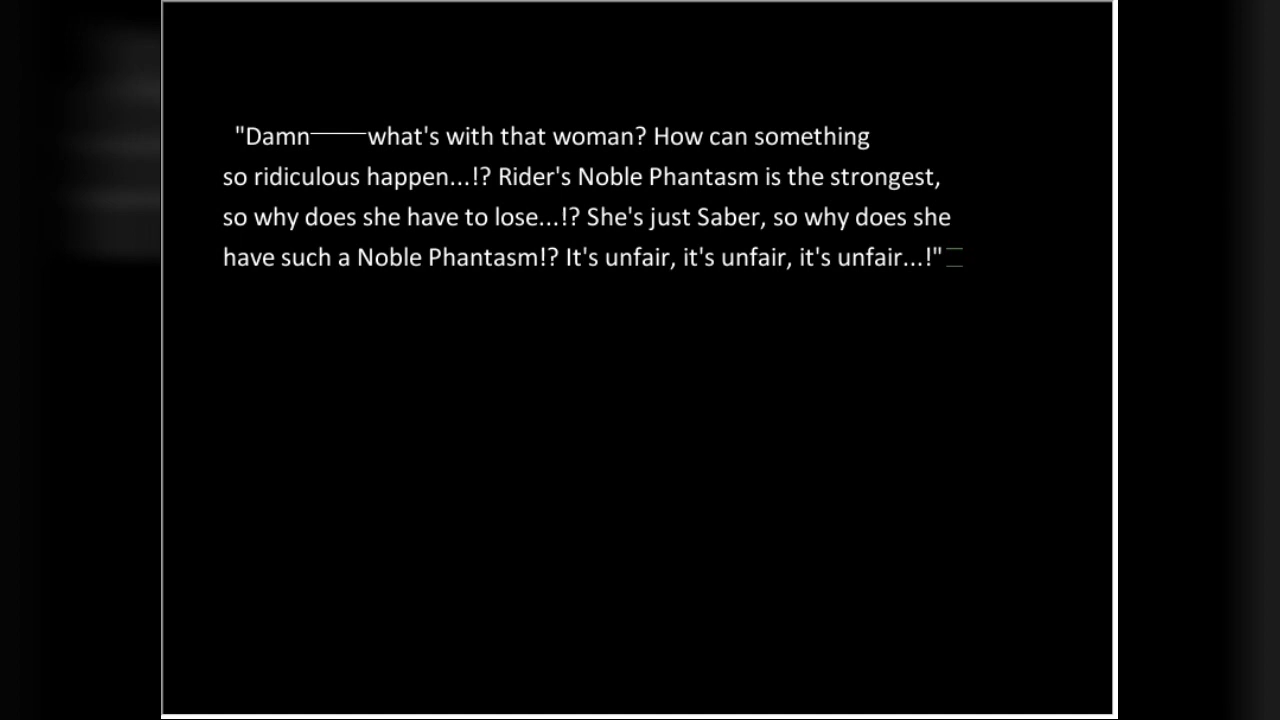 "Damn———what's with that woman? How can something
so ridiculous happen...!? Rider's Noble Phantasm is the strongest,
so why does she have to lose...!? She's just Saber, so why does she
have such a Noble Phantasm!? It's unfair, it's unfair, it's unfair...!"